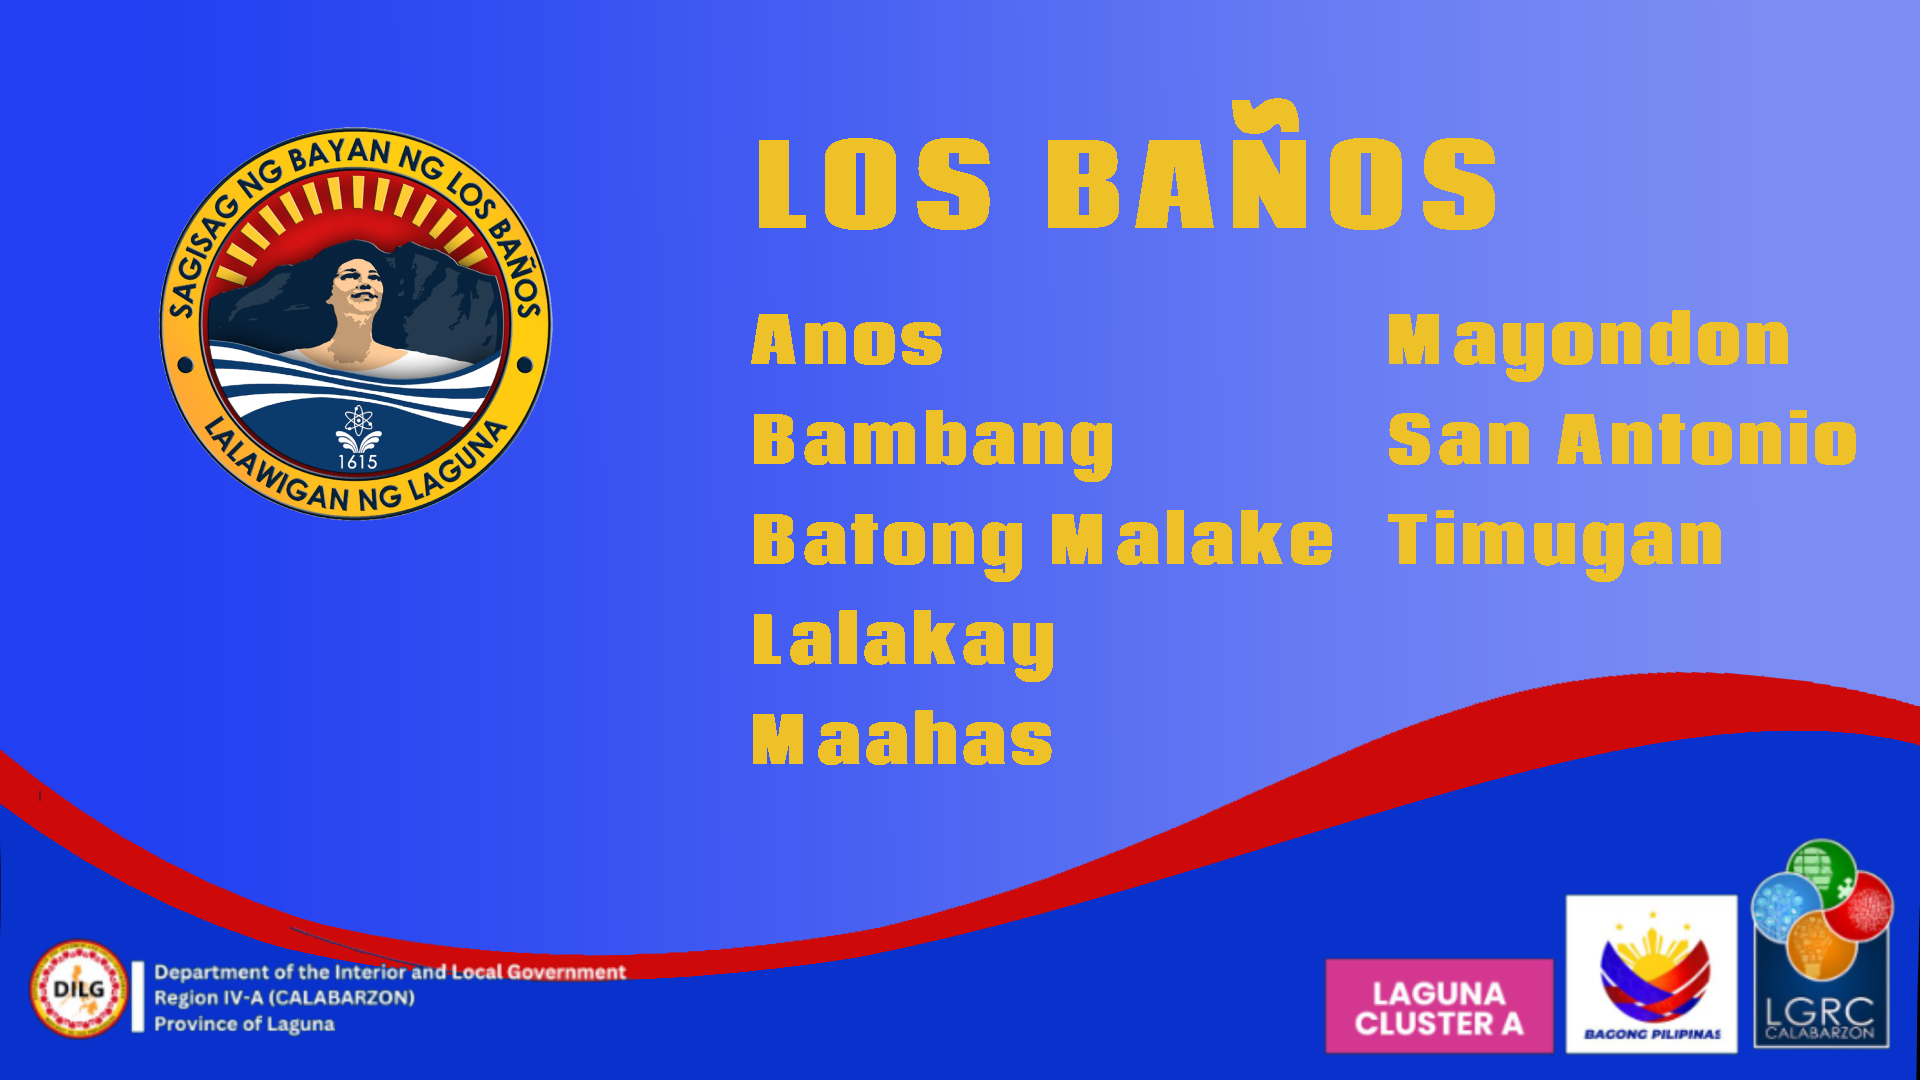 SAGISAG NG BAYAN NG LOS BAÑOS
1615
LALAWIGAN NG LAGUNA
LOS BAÑOS
Anos
Bambang
Batong Malake
Lalakay
Maahas
Mayondon
San Antonio
Timugan
DILG
Department of the Interior and Local Government
Region IV-A (CALABARZON)
Province of Laguna
LAGUNA
CLUSTER A
BAGONG PILIPINAS
LGRC
CALABARZON